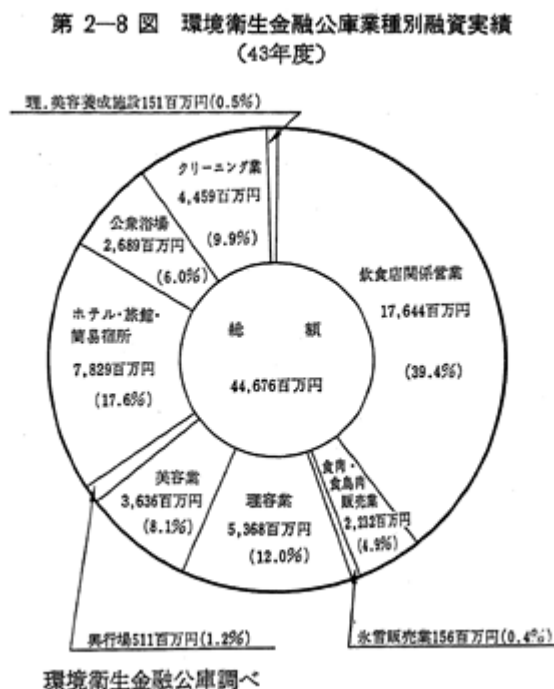 第 2—8 図 環境衛生金融公庫業種別融資実績
(43年度)
理,美容養成施設151百万円(0.5%)
クリーニング業
4,459百万円
(9.9%)
公衆浴場
2,689百万円
(6.0%)
飲食店関係営業
17,644百万円
(39.4%)
ホテル・旅館・
簡易宿所
7,829百万円
(17.6%)
総 額
44,676百万円
美容業
3,636百万円
(8.1%)
理容業
5,368百万円
(12.0%)
食肉・
食鳥肉
販売業
2,232百万円
(4.9%)
興行場511百万円(1.2%)
氷雪販売業156百万円(0.4%)
環境衛生金融公庫調べ